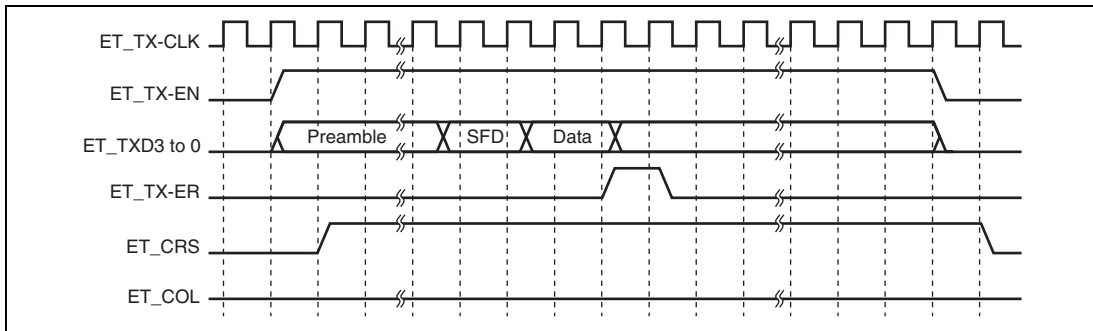 ET_TX-CLK
ET_TX-EN
ET_TXD3 to 0
Preamble
SFD
Data
ET_TX-ER
ET_CRS
ET_COL